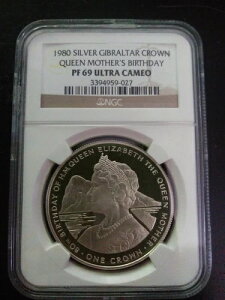 1980 SILVER GIBRALTAR CROWN
QUEEN MOTHER'S BIRTHDAY
PF 69 ULTRA CAMEO
3394959-027
NGC
80th BIRTHDAY OF H.M. QUEEN ELIZABETH THE QUEEN MOTHER
· ONE CROWN ·